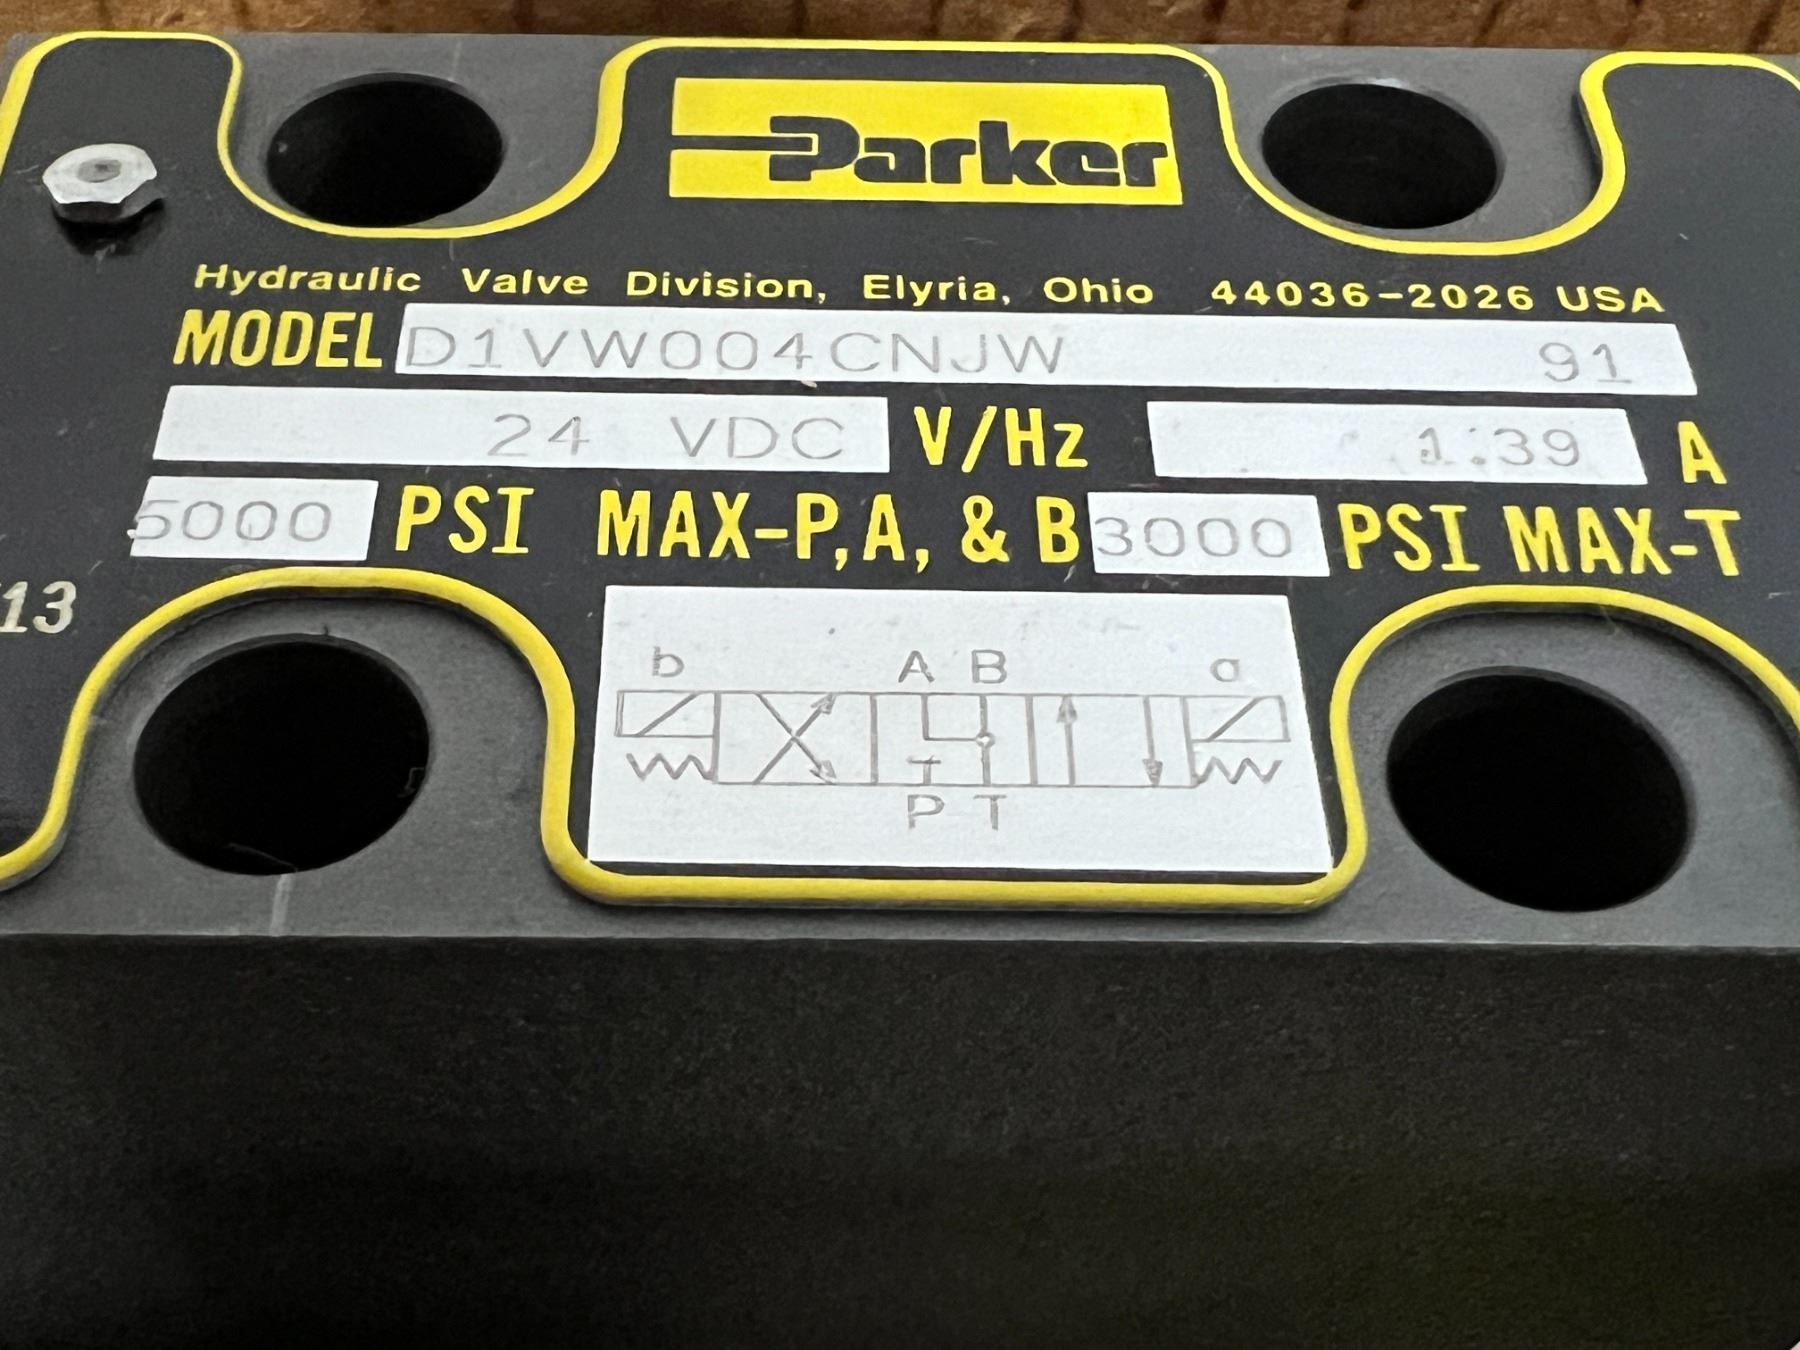 Parker
Hydraulic Valve Division, Elyria, Ohio 44036-2026 USA
MODEL D1VW004CNJW 91
24 VDC V/Hz 1.39 A
5000 PSI MAX-P,A, & B 3000 PSI MAX-T
13
b A B a
P T